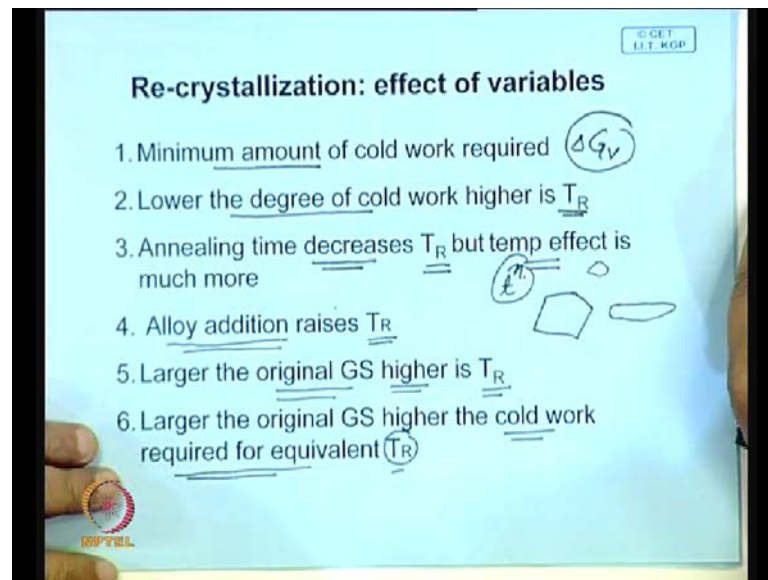 © CET
I.I.T. KGP
Re-crystallization: effect of variables
1. Minimum amount of cold work required ΔGv
2. Lower the degree of cold work higher is TR
3. Annealing time decreases TR but temp effect is
much more
tn
4. Alloy addition raises TR
5. Larger the original GS higher is TR
6. Larger the original GS higher the cold work
required for equivalent TR
NPTEL